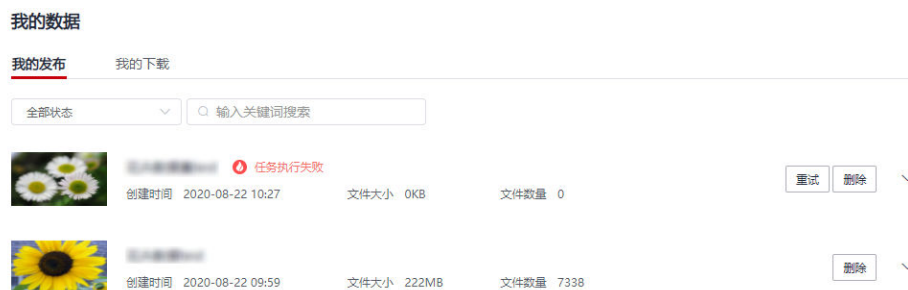 我的数据
我的发布 我的下载
全部状态 输入关键词搜索
任务执行失败
创建时间 2020-08-22 10:27 文件大小 0KB 文件数量 0 重试 删除
创建时间 2020-08-22 09:59 文件大小 222MB 文件数量 7338 删除